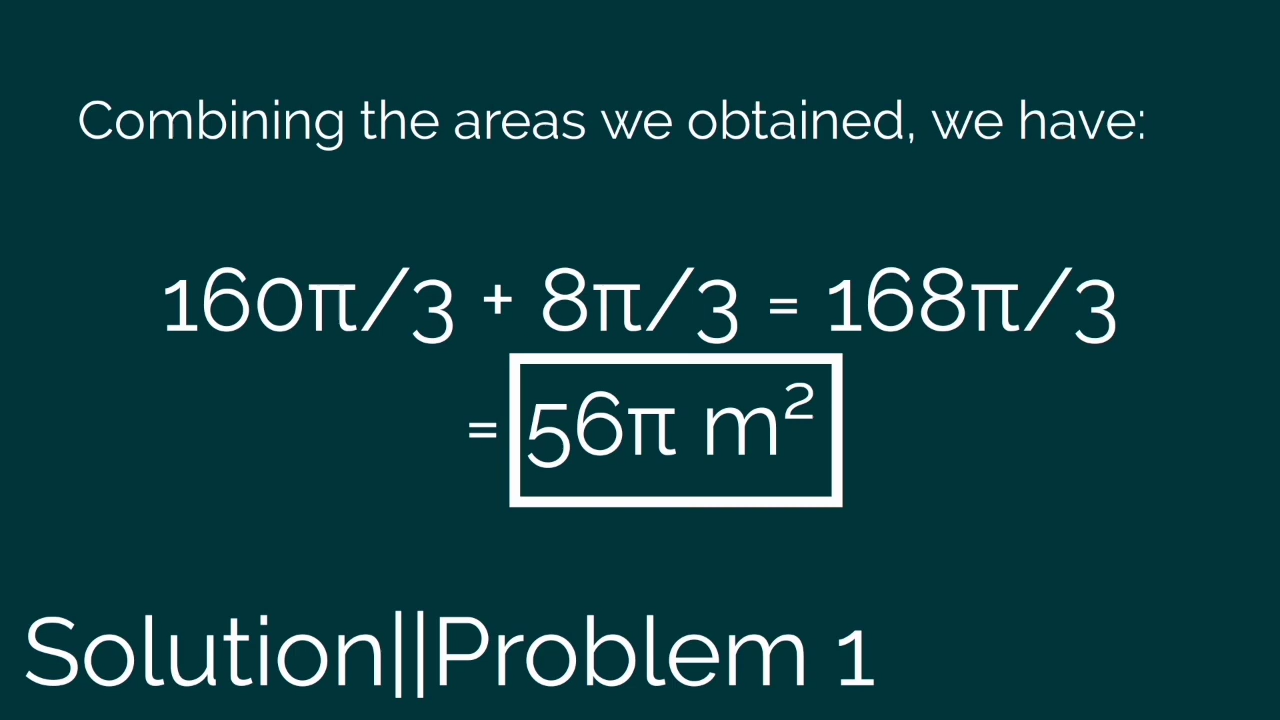 Combining the areas we obtained, we have:
160π/3 + 8π/3 = 168π/3
= 56π m²
Solution||Problem 1